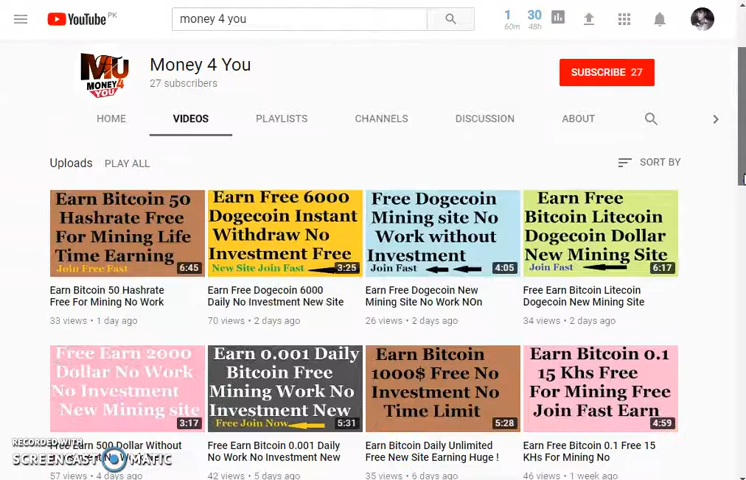 YouTube PK
money 4 you
1 30
60m 48h
MU
MONEY4
YOU
Money 4 You
27 subscribers
SUBSCRIBE 27
HOME VIDEOS PLAYLISTS CHANNELS DISCUSSION ABOUT
Uploads PLAY ALL
SORT BY
Earn Bitcoin 50
Hashrate Free
For Mining Life
Time Earning
Join Free Fast
6:45
Earn Bitcoin 50 Hashrate
Free For Mining No Work
33 views • 1 day ago
Earn Free 6000
Dogecoin Instant
Withdraw No
Investment Free
New Site Join Fast
3:25
Earn Free Dogecoin 6000
Daily No Investment New Site
70 views • 2 days ago
Free Dogecoin
Mining site No
Work without
Investment
Join Fast
4:05
Earn Free Dogecoin New
Mining Site No Work NOn
26 views • 2 days ago
Earn Free
Bitcoin Litecoin
Dogecoin Dollar
New Mining Site
Join Fast
6:17
Earn Free Bitcoin Litecoin
Dogecoin New Mining Site
34 views • 2 days ago
Free Earn 2000
Dollar No Work
No Investment
New Mining site
3:17
Free Earn 500 Dollar Without
57 views • 4 days ago
Earn 0.001 Daily
Bitcoin Free
Mining Work No
Investment New
Free Join Now
5:31
Free Earn Bitcoin 0.001 Daily
No Work No Investment New
42 views • 5 days ago
Earn Bitcoin
1000$ Free No
Investment No
Time Limit
5:28
Earn Bitcoin Daily Unlimited
Free New Site Earning Huge !
35 views • 6 days ago
Earn Bitcoin 0.1
15 Khs Free
For Mining Free
Join Fast Earn
4:59
Earn Free Bitcoin 0.1 Free 15
KHs For Mining No
46 views • 1 week ago
RECORDED WITH
SCREENCAST MATIC